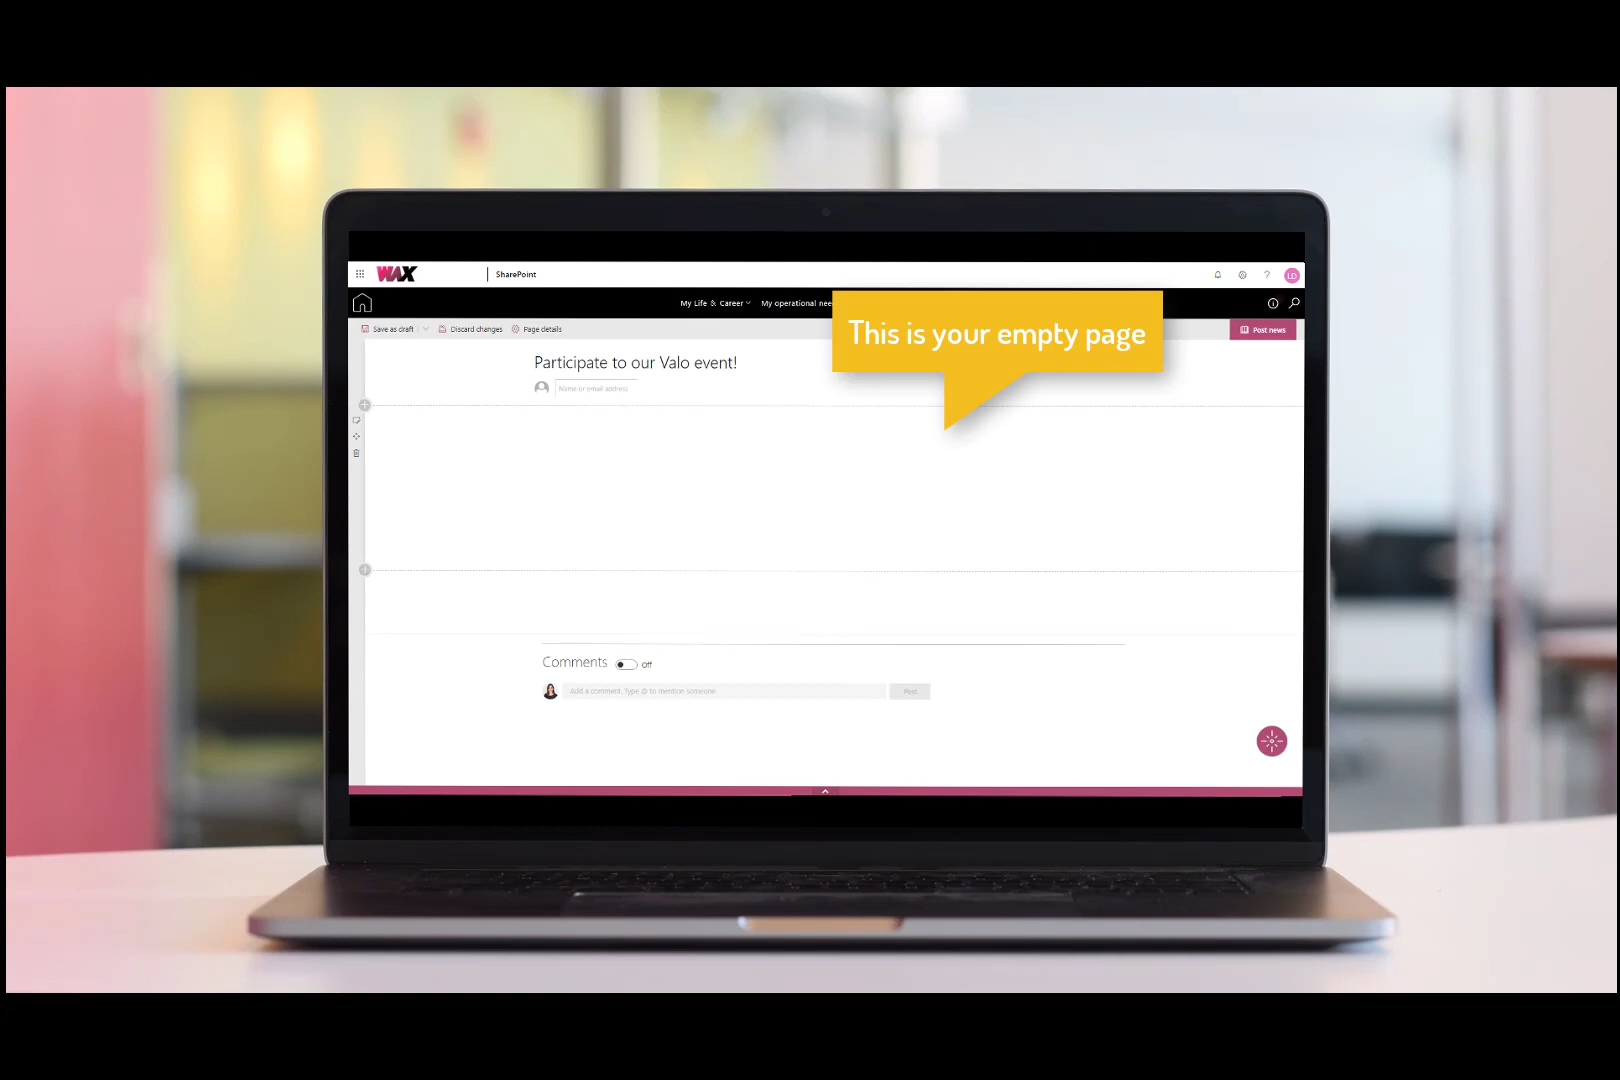 WAX
SharePoint
?
LD
My Life & Career
My operational nee
Save as draft
Discard changes
Page details
Post news
This is your empty page
Participate to our Valo event!
Name or email address
Comments
Off
Add a comment. Type @ to mention someone
Post